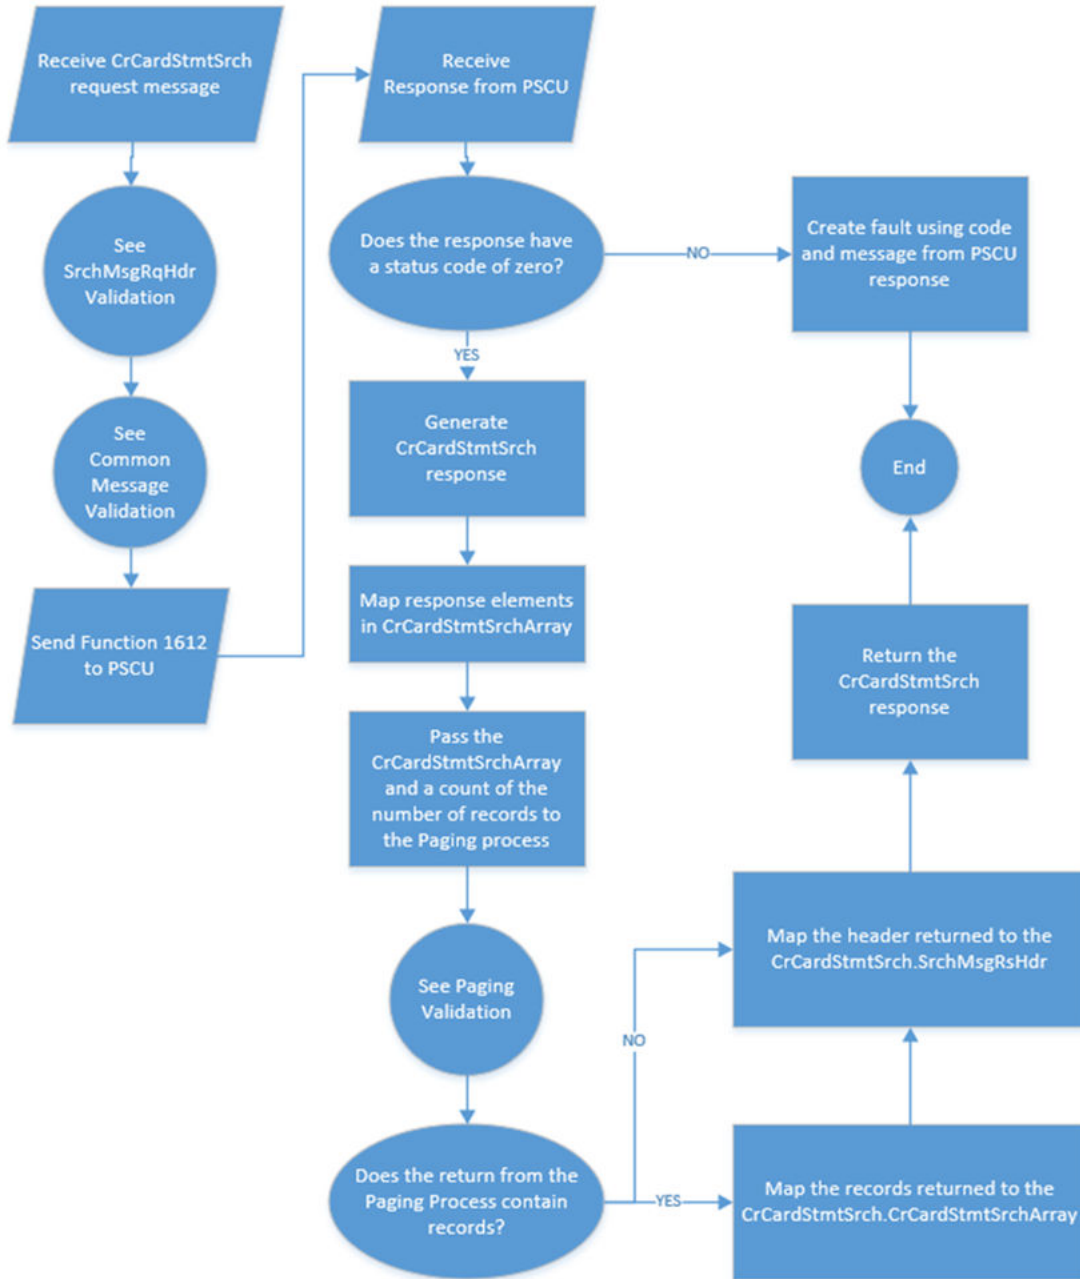 Receive CrCardStmtSrch
request message
See
SrchMsgRqHdr
Validation
See
Common
Message
Validation
Send Function 1612
to PSCU
Receive
Response from PSCU
Does the response have
a status code of zero?
NO
Create fault using code
and message from PSCU
response
End
YES
Generate
CrCardStmtSrch
response
Map response elements
in CrCardStmtSrchArray
Pass the
CrCardStmtSrchArray
and a count of the
number of records to
the Paging process
See Paging
Validation
Does the return from the
Paging Process contain
records?
NO
YES
Map the records returned to the
CrCardStmtSrch.CrCardStmtSrchArray
Map the header returned to the
CrCardStmtSrch.SrchMsgRsHdr
Return the
CrCardStmtSrch
response